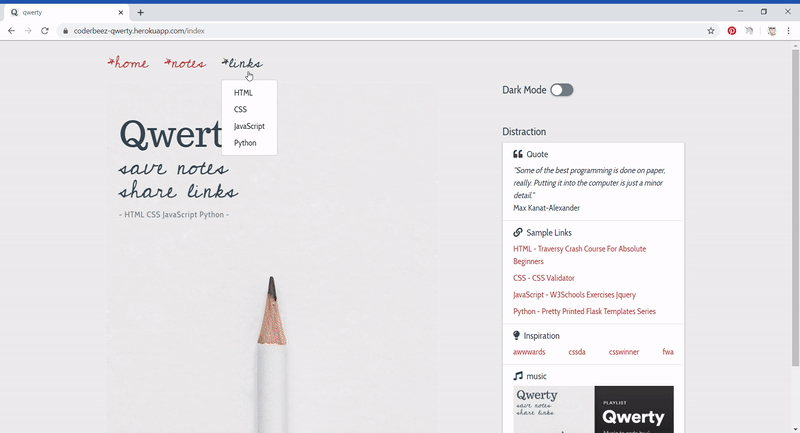 qwerty
coderbeez-qwerty.herokuapp.com/index
*home *notes *links
HTML
CSS
JavaScript
Python
Qwert
save notes
share links
- HTML CSS JavaScript Python -
Dark Mode
Distraction
Quote
"Some of the best programming is done on paper,
really. Putting it into the computer is just a minor
detail."
Max Kanat-Alexander
Sample Links
HTML - Traversy Crash Course For Absolute
Beginners
CSS - CSS Validator
JavaScript - W3Schools Exercises Jquery
Python - Pretty Printed Flask Templates Series
Inspiration
awwwards cssda csswinner fwa
music
Qwerty
save notes
share links
PLAYLIST
Qwerty